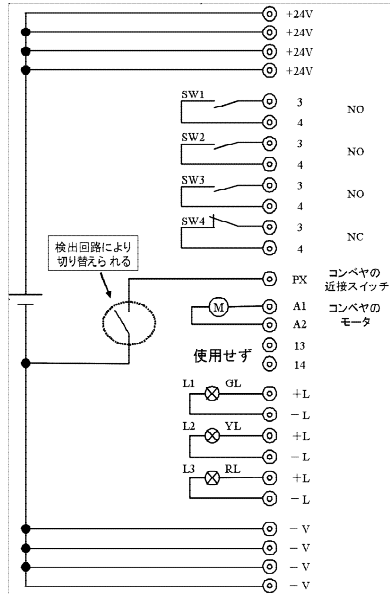 +24V
+24V
+24V
+24V
SW1
3
4
NO
SW2
3
4
NO
SW3
3
4
NO
SW4
3
4
NC
検出回路により
切り替えられる
PX
コンベヤの
近接スイッチ
M
A1
A2
コンベヤの
モータ
使用せず
13
14
L1 GL
+L
-L
L2 YL
+L
-L
L3 RL
+L
-L
-V
-V
-V
-V